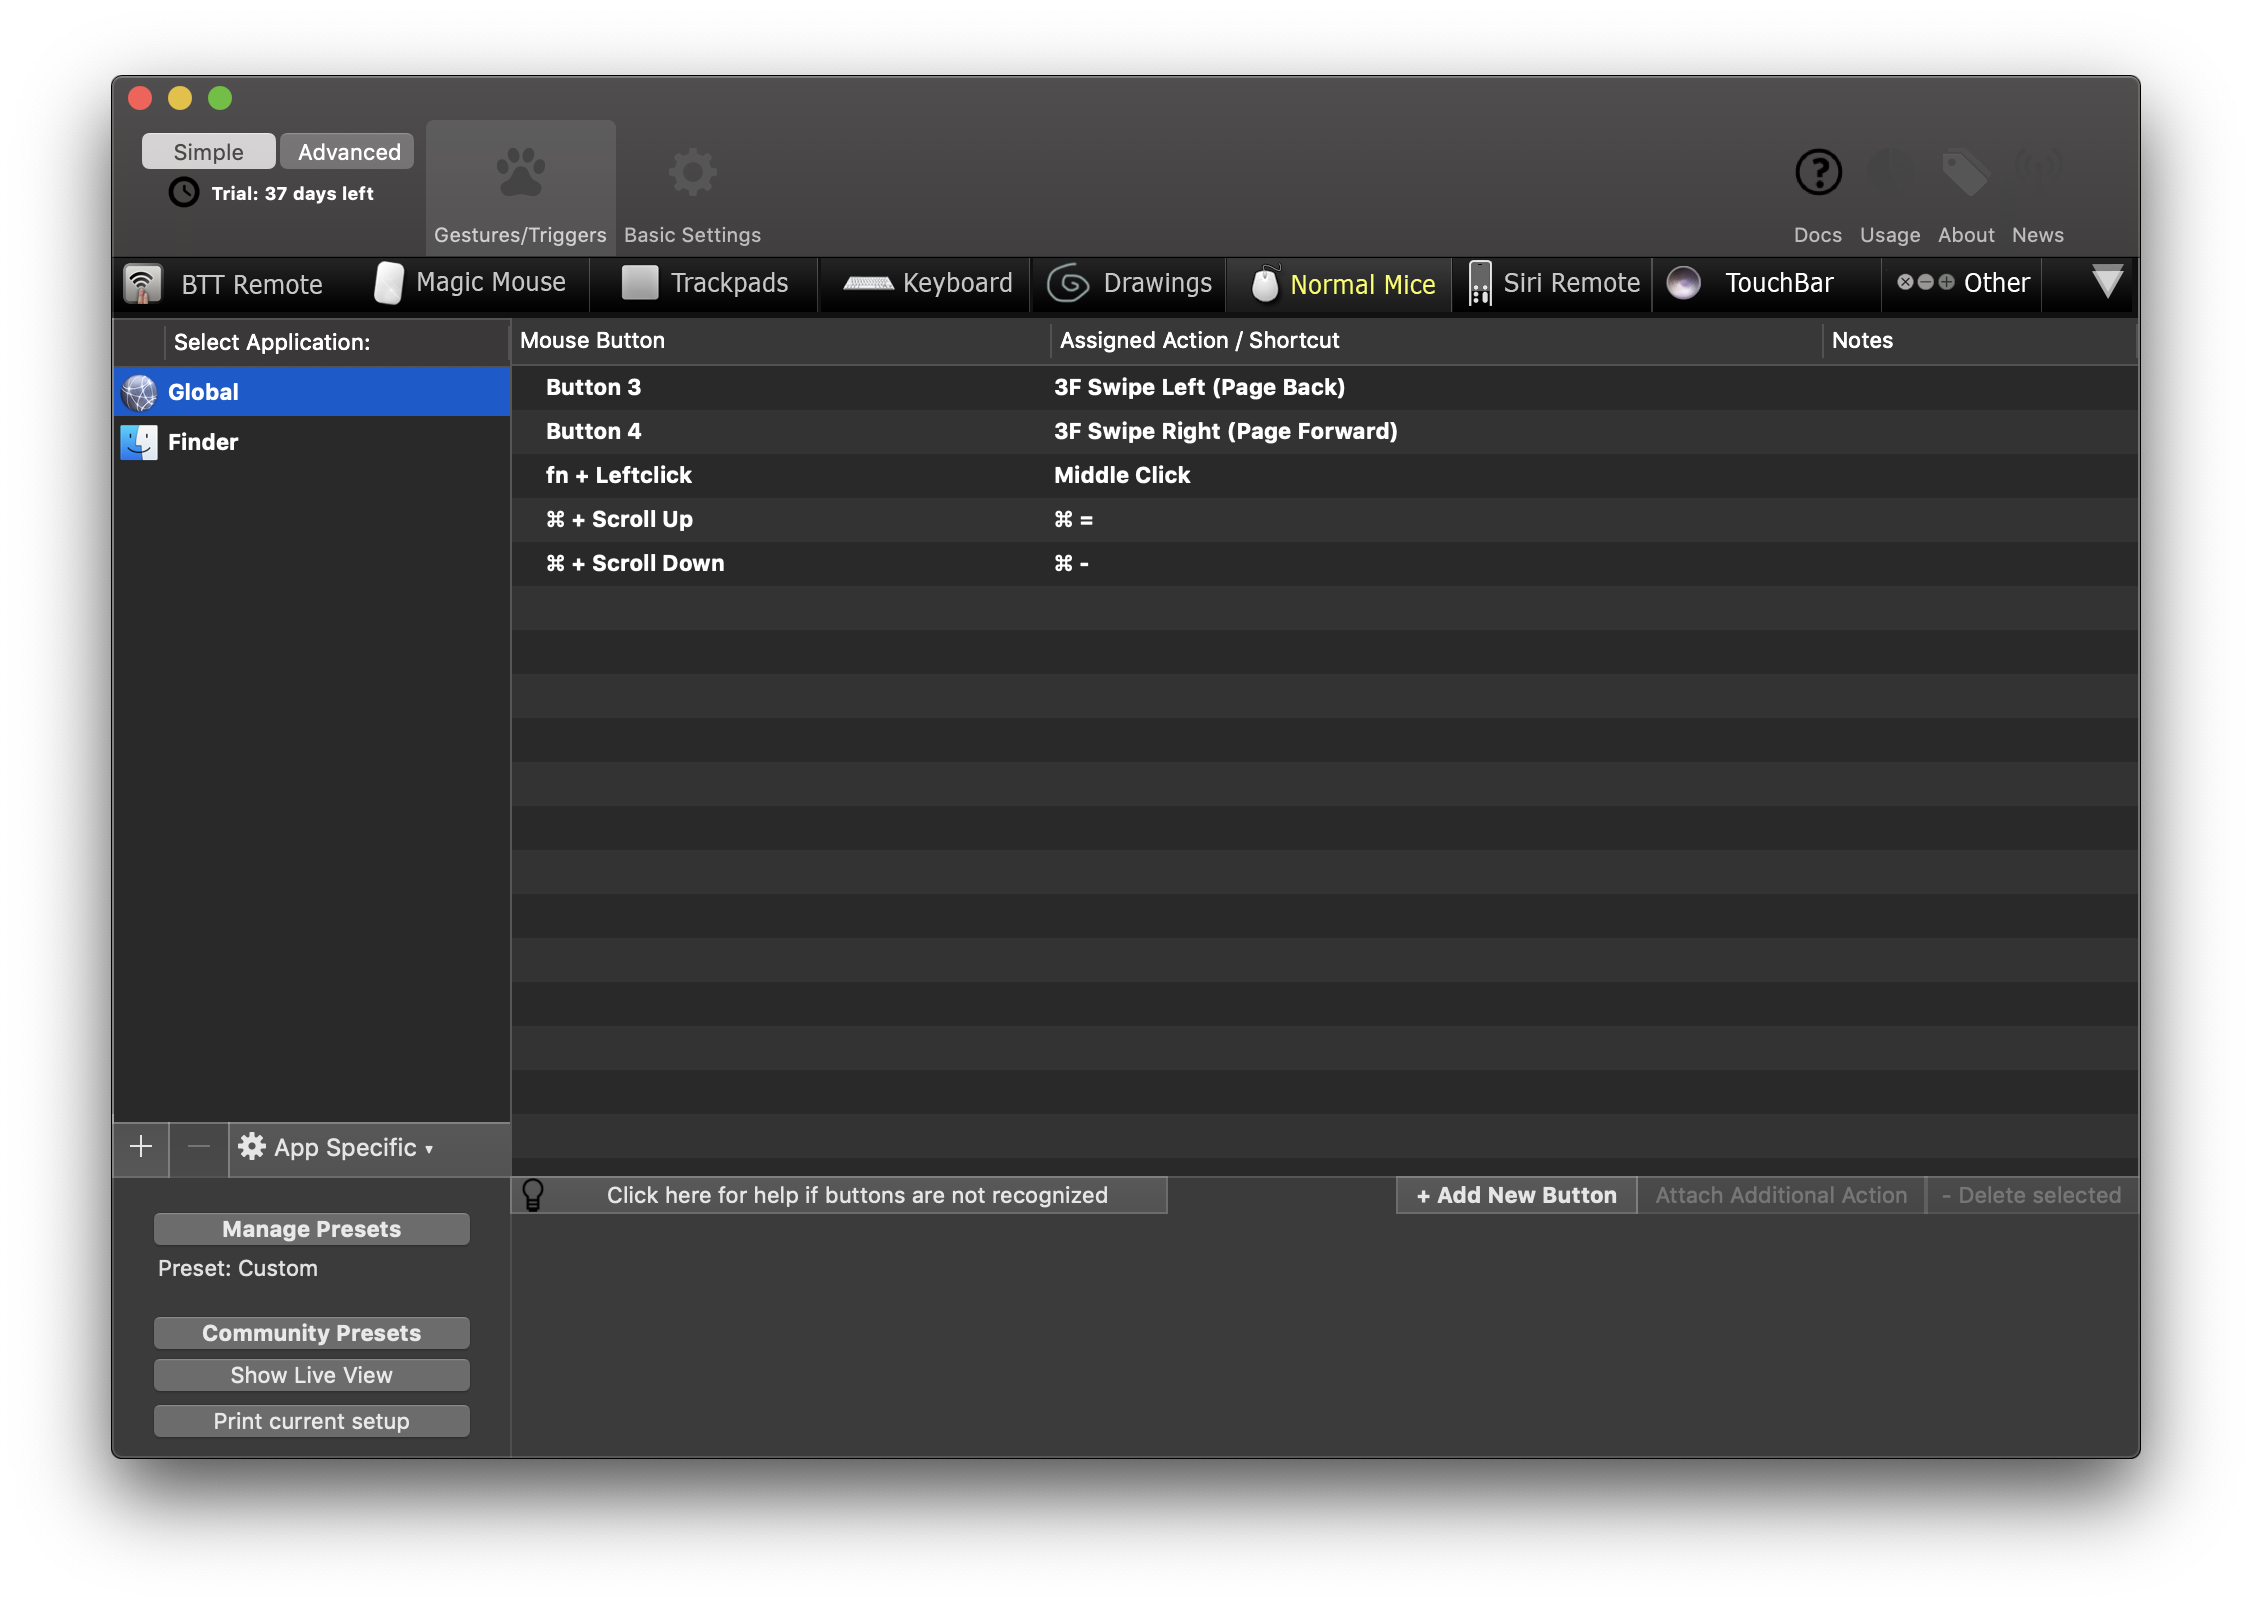 Simple Advanced
Trial: 37 days left
Gestures/Triggers Basic Settings
Docs Usage About News
BTT Remote Magic Mouse Trackpads Keyboard Drawings Normal Mice Siri Remote TouchBar Other
Select Application: Mouse Button Assigned Action / Shortcut Notes
Global
Finder
Button 3 3F Swipe Left (Page Back)
Button 4 3F Swipe Right (Page Forward)
fn + Leftclick Middle Click
⌘ + Scroll Up ⌘ =
⌘ + Scroll Down ⌘ -
App Specific ▾
Click here for help if buttons are not recognized + Add New Button Attach Additional Action - Delete selected
Manage Presets
Preset: Custom
Community Presets
Show Live View
Print current setup